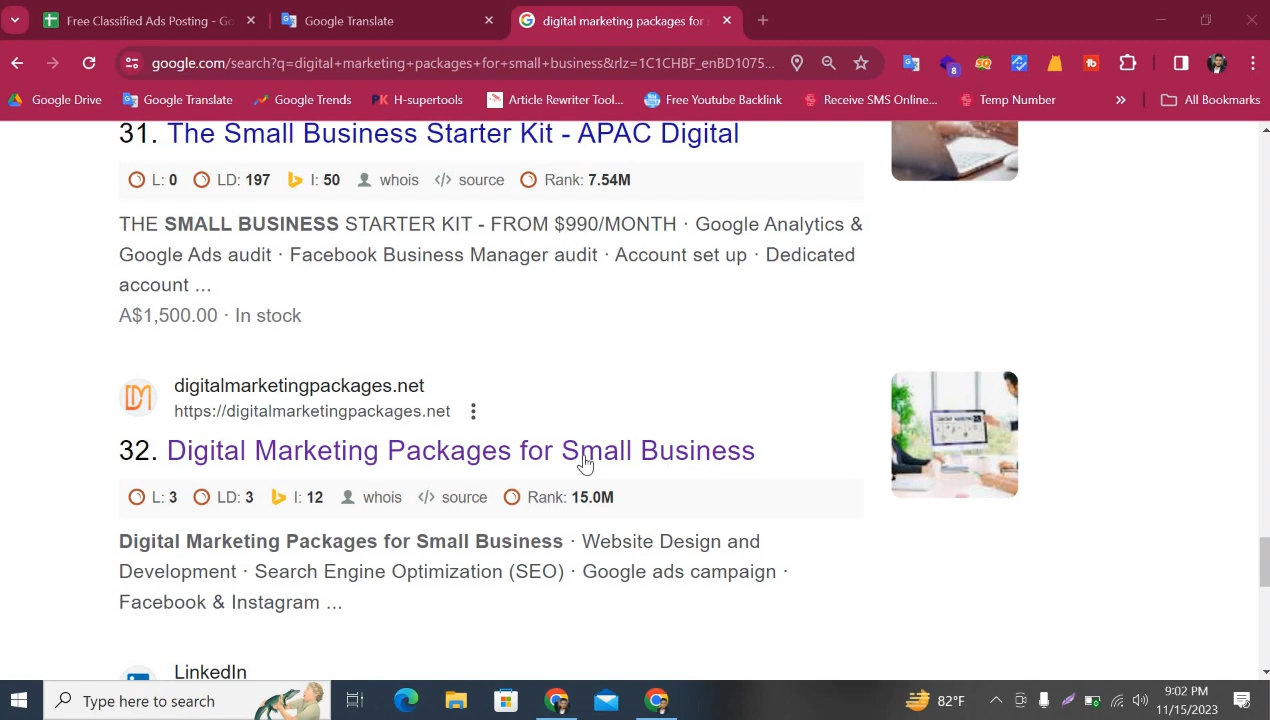 Free Classified Ads Posting - Go
Google Translate
digital marketing packages for s
google.com/search?q=digital+marketing+packages+for+small+business&rlz=1C1CHBF_enBD1075...
8
Google Drive
Google Translate
Google Trends
PK H-supertools
Article Rewriter Tool...
Free Youtube Backlink
Receive SMS Online...
Temp Number
»
All Bookmarks
31. The Small Business Starter Kit - APAC Digital
L: 0 LD: 197 I: 50 whois source Rank: 7.54M
THE SMALL BUSINESS STARTER KIT - FROM $990/MONTH · Google Analytics &
Google Ads audit · Facebook Business Manager audit · Account set up · Dedicated
account ...
A$1,500.00 · In stock
digitalmarketingpackages.net
https://digitalmarketingpackages.net
32. Digital Marketing Packages for Small Business
L: 3 LD: 3 I: 12 whois source Rank: 15.0M
Digital Marketing Packages for Small Business · Website Design and
Development · Search Engine Optimization (SEO) · Google ads campaign ·
Facebook & Instagram ...
LinkedIn
Type here to search
82°F
9:02 PM
11/15/2023